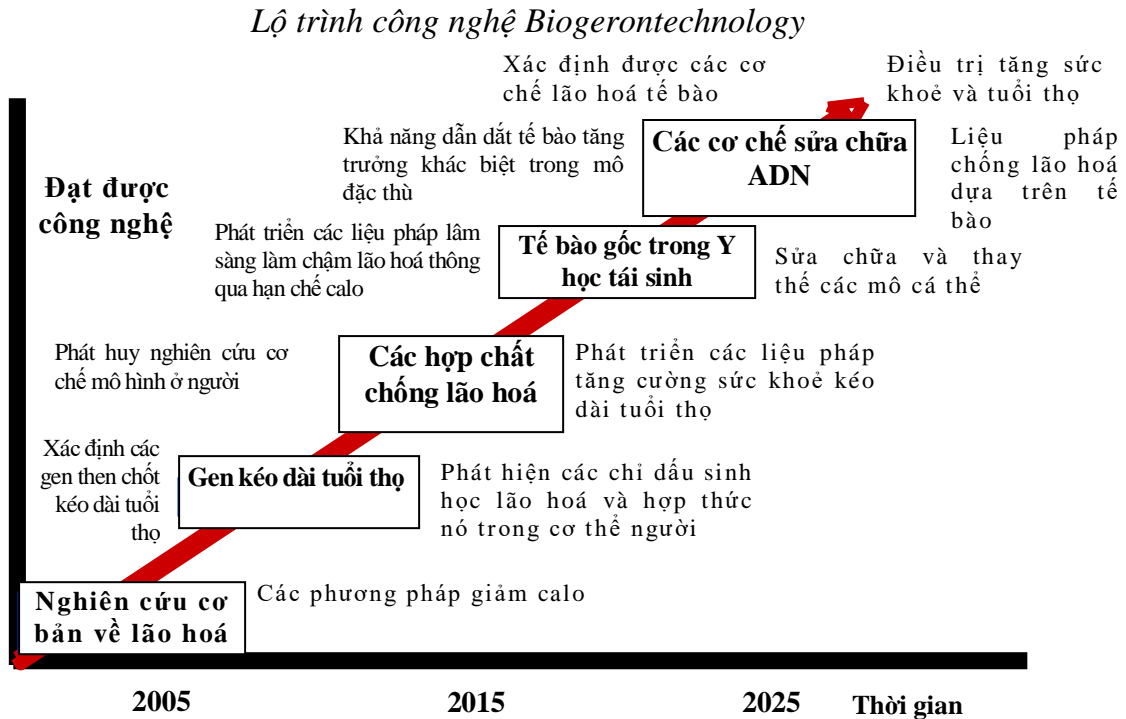 Lộ trình công nghệ Biogerontechnology
Xác định được các cơ
chế lão hoá tế bào
Điều trị tăng sức
khoẻ và tuổi thọ
Khả năng dẫn dắt tế bào tăng
trưởng khác biệt trong mô
đặc thù
Các cơ chế sửa chữa
ADN
Liệu pháp
chống lão hoá
dựa trên tế
bào
Đạt được
công nghệ
Phát triển các liệu pháp lâm
sàng làm chậm lão hoá thông
qua hạn chế calo
Tế bào gốc trong Y
học tái sinh
Sửa chữa và thay
thế các mô cá thể
Phát huy nghiên cứu cơ
chế mô hình ở người
Các hợp chất
chống lão hoá
Phát triển các liệu pháp
tăng cường sức khoẻ kéo
dài tuổi thọ
Xác định các
gen then chốt
kéo dài tuổi
thọ
Gen kéo dài tuổi thọ
Phát hiện các chỉ dấu sinh
học lão hoá và hợp thức
nó trong cơ thể người
Nghiên cứu cơ
bản về lão hoá
Các phương pháp giảm calo
2005
2015
2025
Thời gian